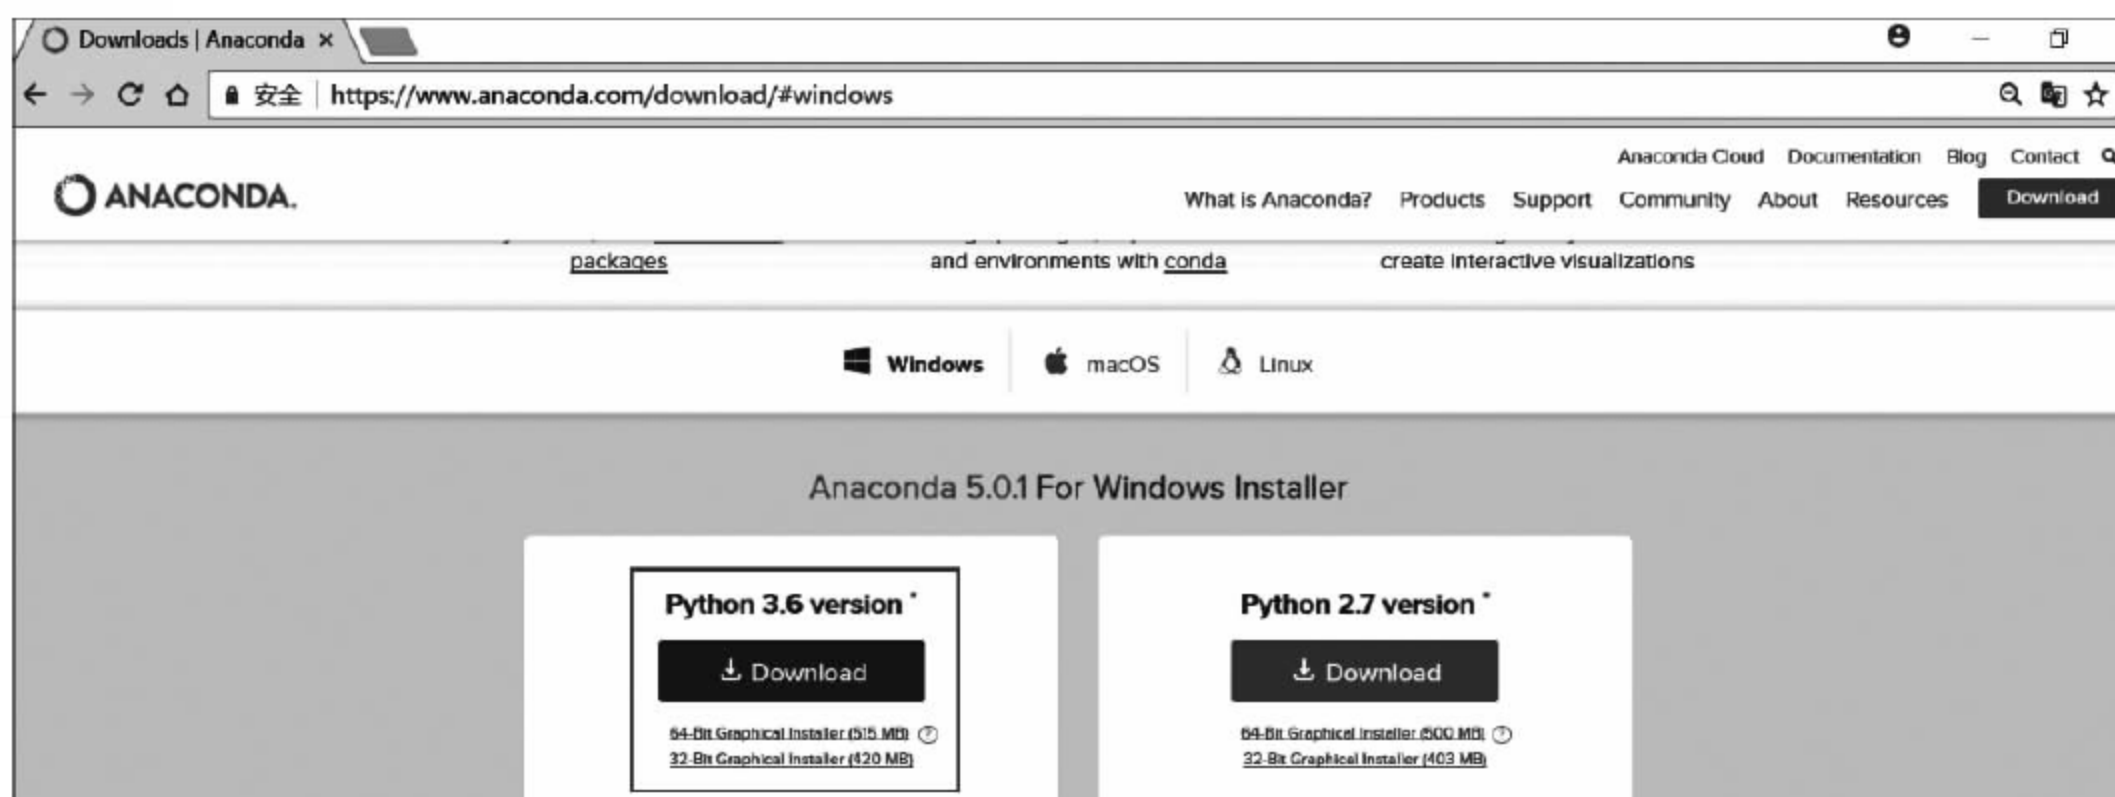 Downloads | Anaconda ×
安全 https://www.anaconda.com/download/#windows
Anaconda Cloud Documentation Blog Contact
ANACONDA.
What is Anaconda? Products Support Community About Resources Download
packages and environments with conda create interactive visualizations
Windows macOS Linux
Anaconda 5.0.1 For Windows Installer
Python 3.6 version * Python 2.7 version *
Download Download
64-Bit Graphical Installer (515 MB) ? 64-Bit Graphical Installer (500 MB) ?
32-Bit Graphical Installer (420 MB) 32-Bit Graphical Installer (403 MB)